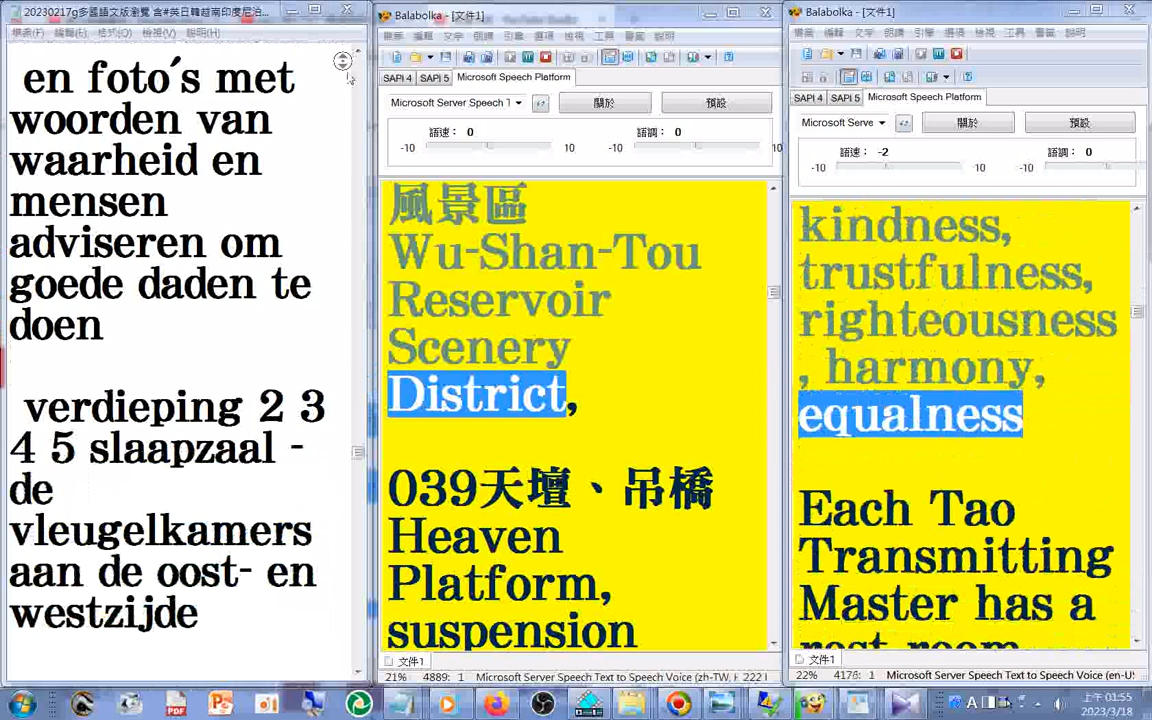 20230217g多國語文版瀏覽 含#英日韓越南印度尼泊...
檔案(F) 編輯(E) 格式(O) 檢視(V) 說明(H)
en foto´s met
woorden van
waarheid en
mensen
adviseren om
goede daden te
doen
verdieping 2 3
4 5 slaapzaal -
de
vleugelkamers
aan de oost- en
westzijde
Balabolka - [文件1]
SAPI 4 SAPI 5 Microsoft Speech Platform
Microsoft Server Speech T
關於
預設
語速： 0
語調： 0
-10 10 -10 10
風景區
Wu-Shan-Tou
Reservoir
Scenery
District,
039天壇、吊橋
Heaven
Platform,
suspension
文件1
21% 4889: 1 Microsoft Server Speech Text to Speech Voice (zh-TW, H 222 I
Balabolka - [文件1]
SAPI 4 SAPI 5 Microsoft Speech Platform
Microsoft Serve
關於
預設
語速： -2
語調： 0
-10 10 -10
kindness,
trustfulness,
righteousness
, harmony,
equalness
Each Tao
Transmitting
Master has a
rest room
文件1
22% 4176: 1 Microsoft Server Speech Text to Speech Voice (en-U
上午 01:55
2023/3/18